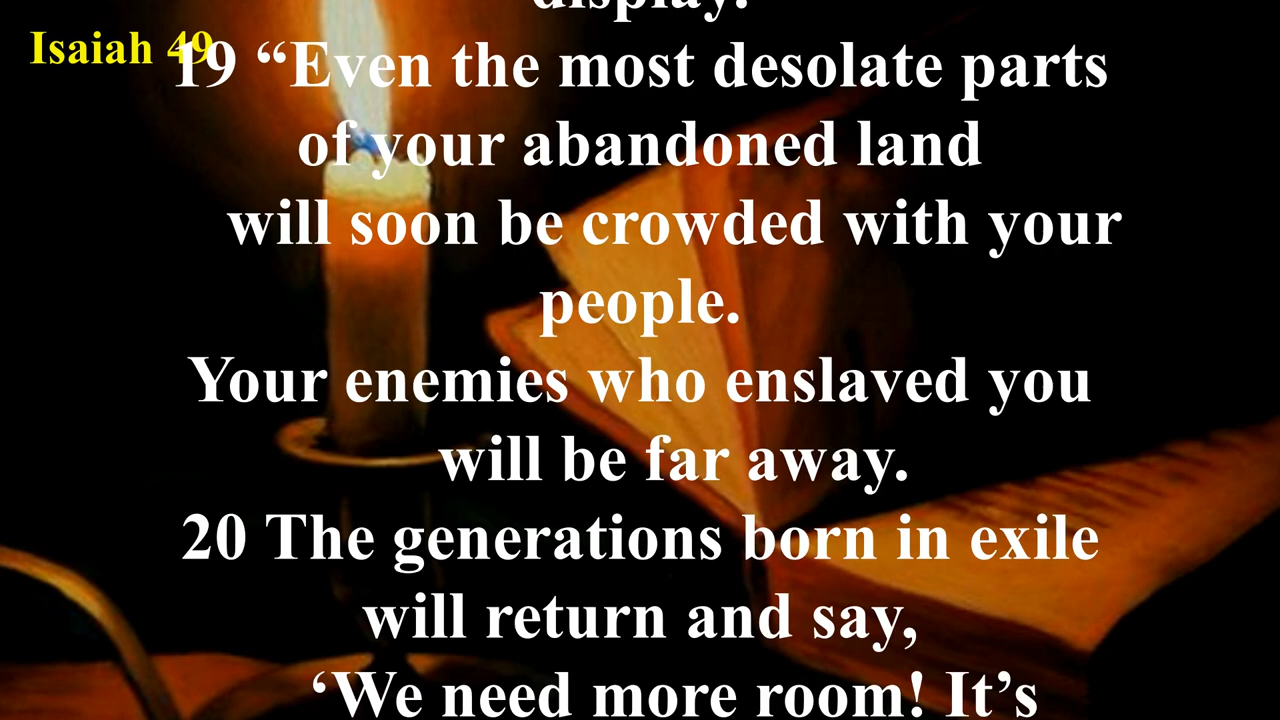 display.
Isaiah 49
19 “Even the most desolate parts
of your abandoned land
will soon be crowded with your
people.
Your enemies who enslaved you
will be far away.
20 The generations born in exile
will return and say,
‘We need more room! It’s